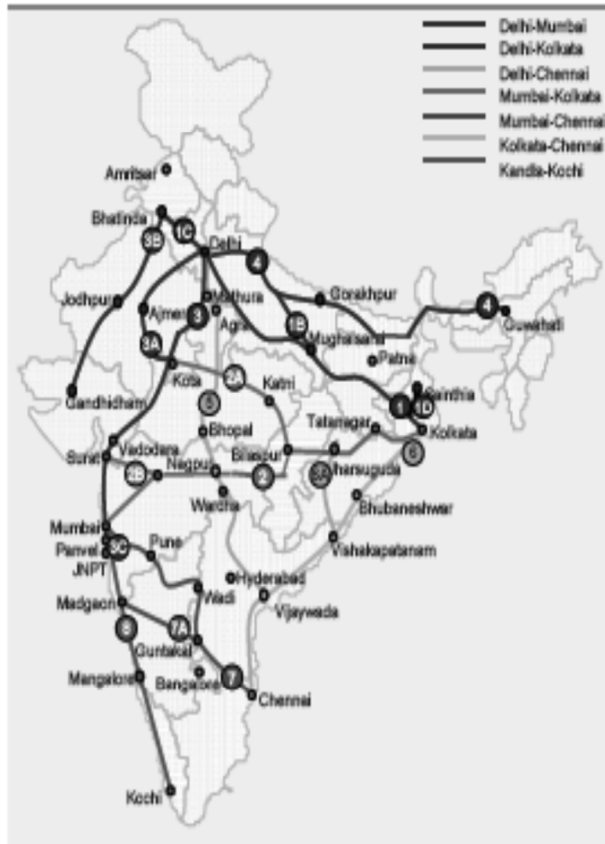 Delhi-Mumbai
Delhi-Kolkata
Delhi-Chennai
Mumbai-Kolkata
Mumbai-Chennai
Kolkata-Chennai
Kandla-Kochi
Amritsar
Bhatinda
3B
1C
Delhi
4
Jodhpur
Ajmer
3
Mathura
Agra
Gorakhpur
4
Guwahati
1B
Mughalsarai
3A
Patna
Kota
Katni
Gandhidham
5
1
1D
Sainthia
Kolkata
Bhopal
Tatanagar
Vadodara
Bilaspur
6
Surat
2B
Nagpur
2
Jharsuguda
Wardha
Bhubaneshwar
Mumbai
Vishakapatanam
Panvel
Pune
JNPT
Hyderabad
Wadi
Vijaywada
Madgaon
8
7A
Guntakal
Mangalore
Bangalore
7
Chennai
Kochi